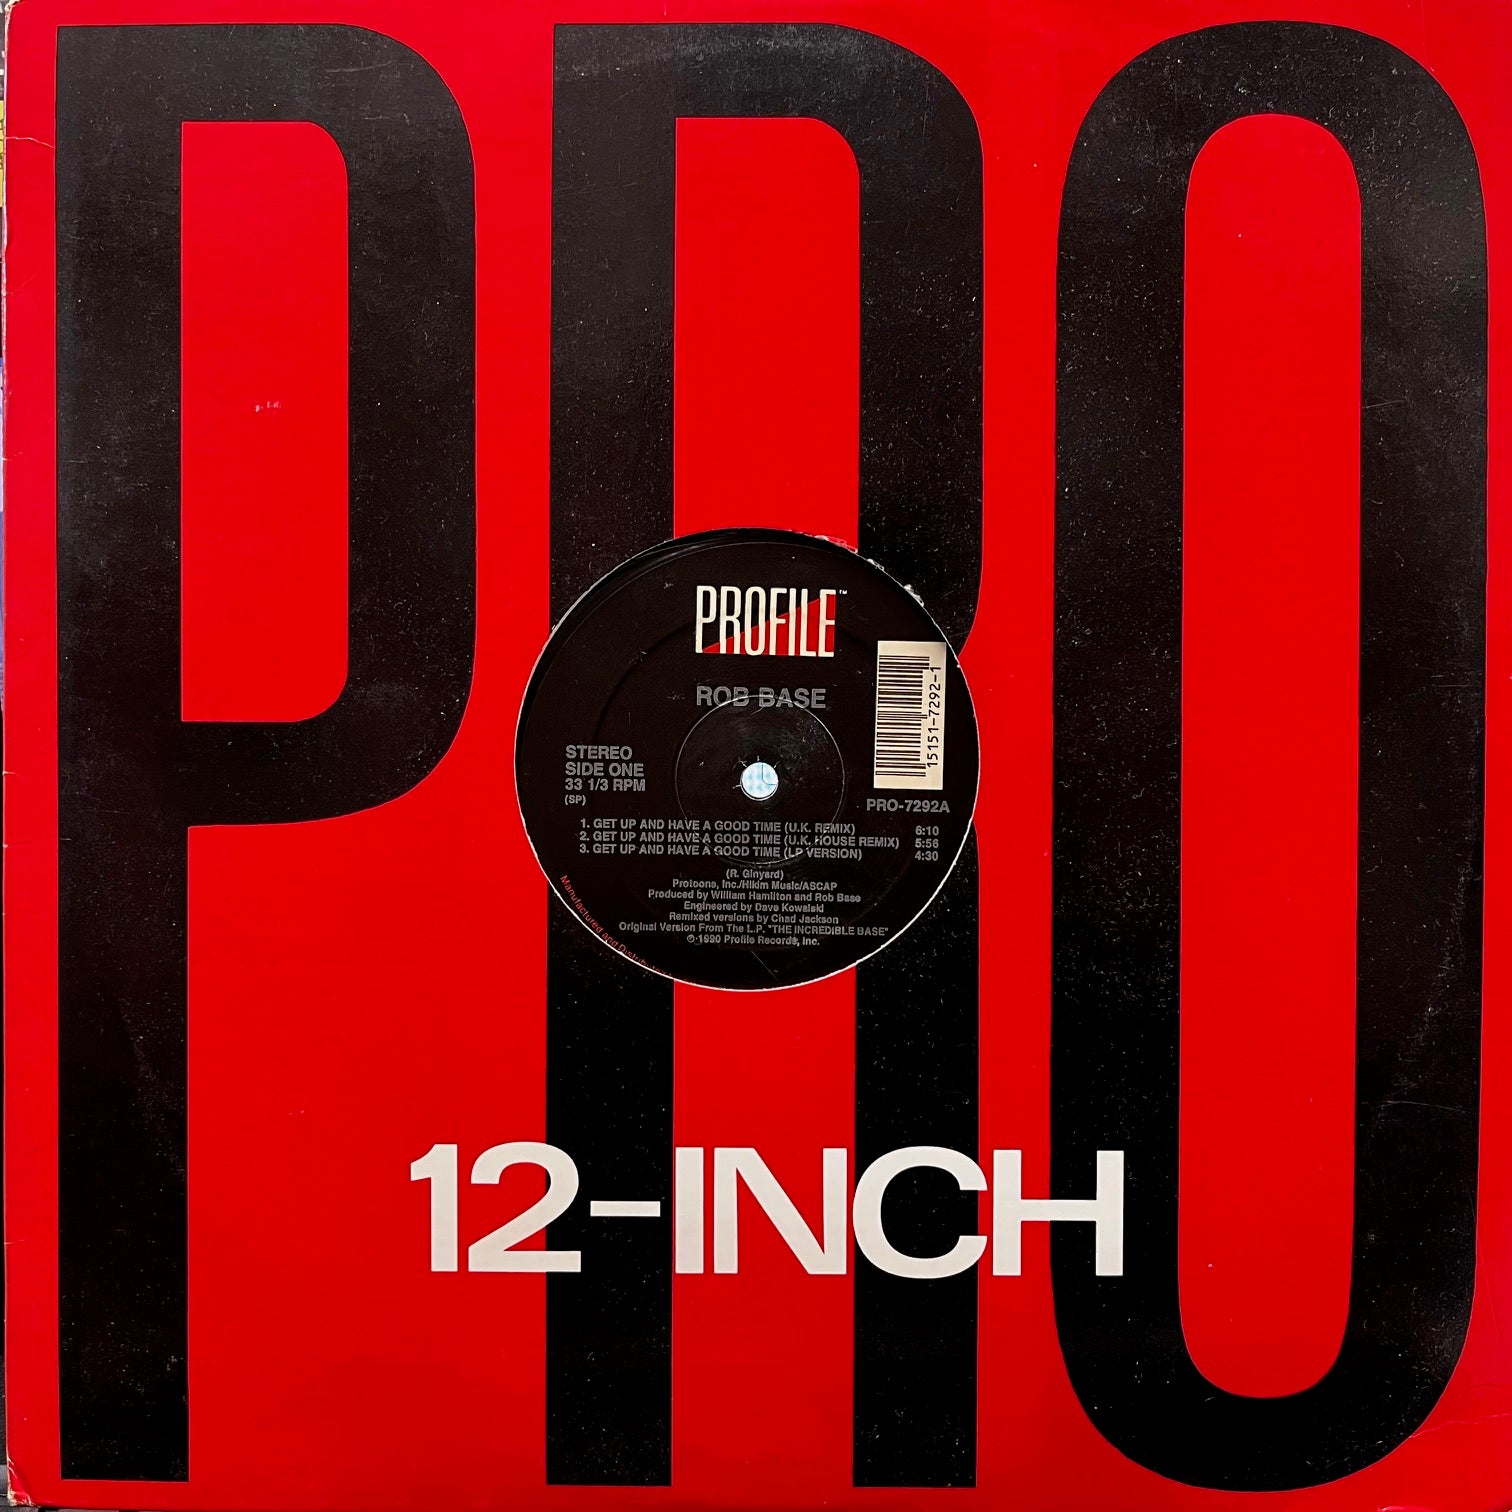 PRO
PROFILE™
ROB BASE
15151-7292-1
STEREO
SIDE ONE
33 1/3 RPM
(SP)
PRO-7292A
1. GET UP AND HAVE A GOOD TIME (U.K. REMIX) 6:10
2. GET UP AND HAVE A GOOD TIME (U.K. HOUSE REMIX) 5:56
3. GET UP AND HAVE A GOOD TIME (LP VERSION) 4:30
(R. Ginyard)
Protoons, Inc./Hikim Music/ASCAP
Produced by William Hamilton and Rob Base
Engineered by Dave Kowalski
Remixed versions by Chad Jackson
Original Version From The L.P. "THE INCREDIBLE BASE"
℗ 1990 Profile Records, Inc.
Manufactured and
12-INCH